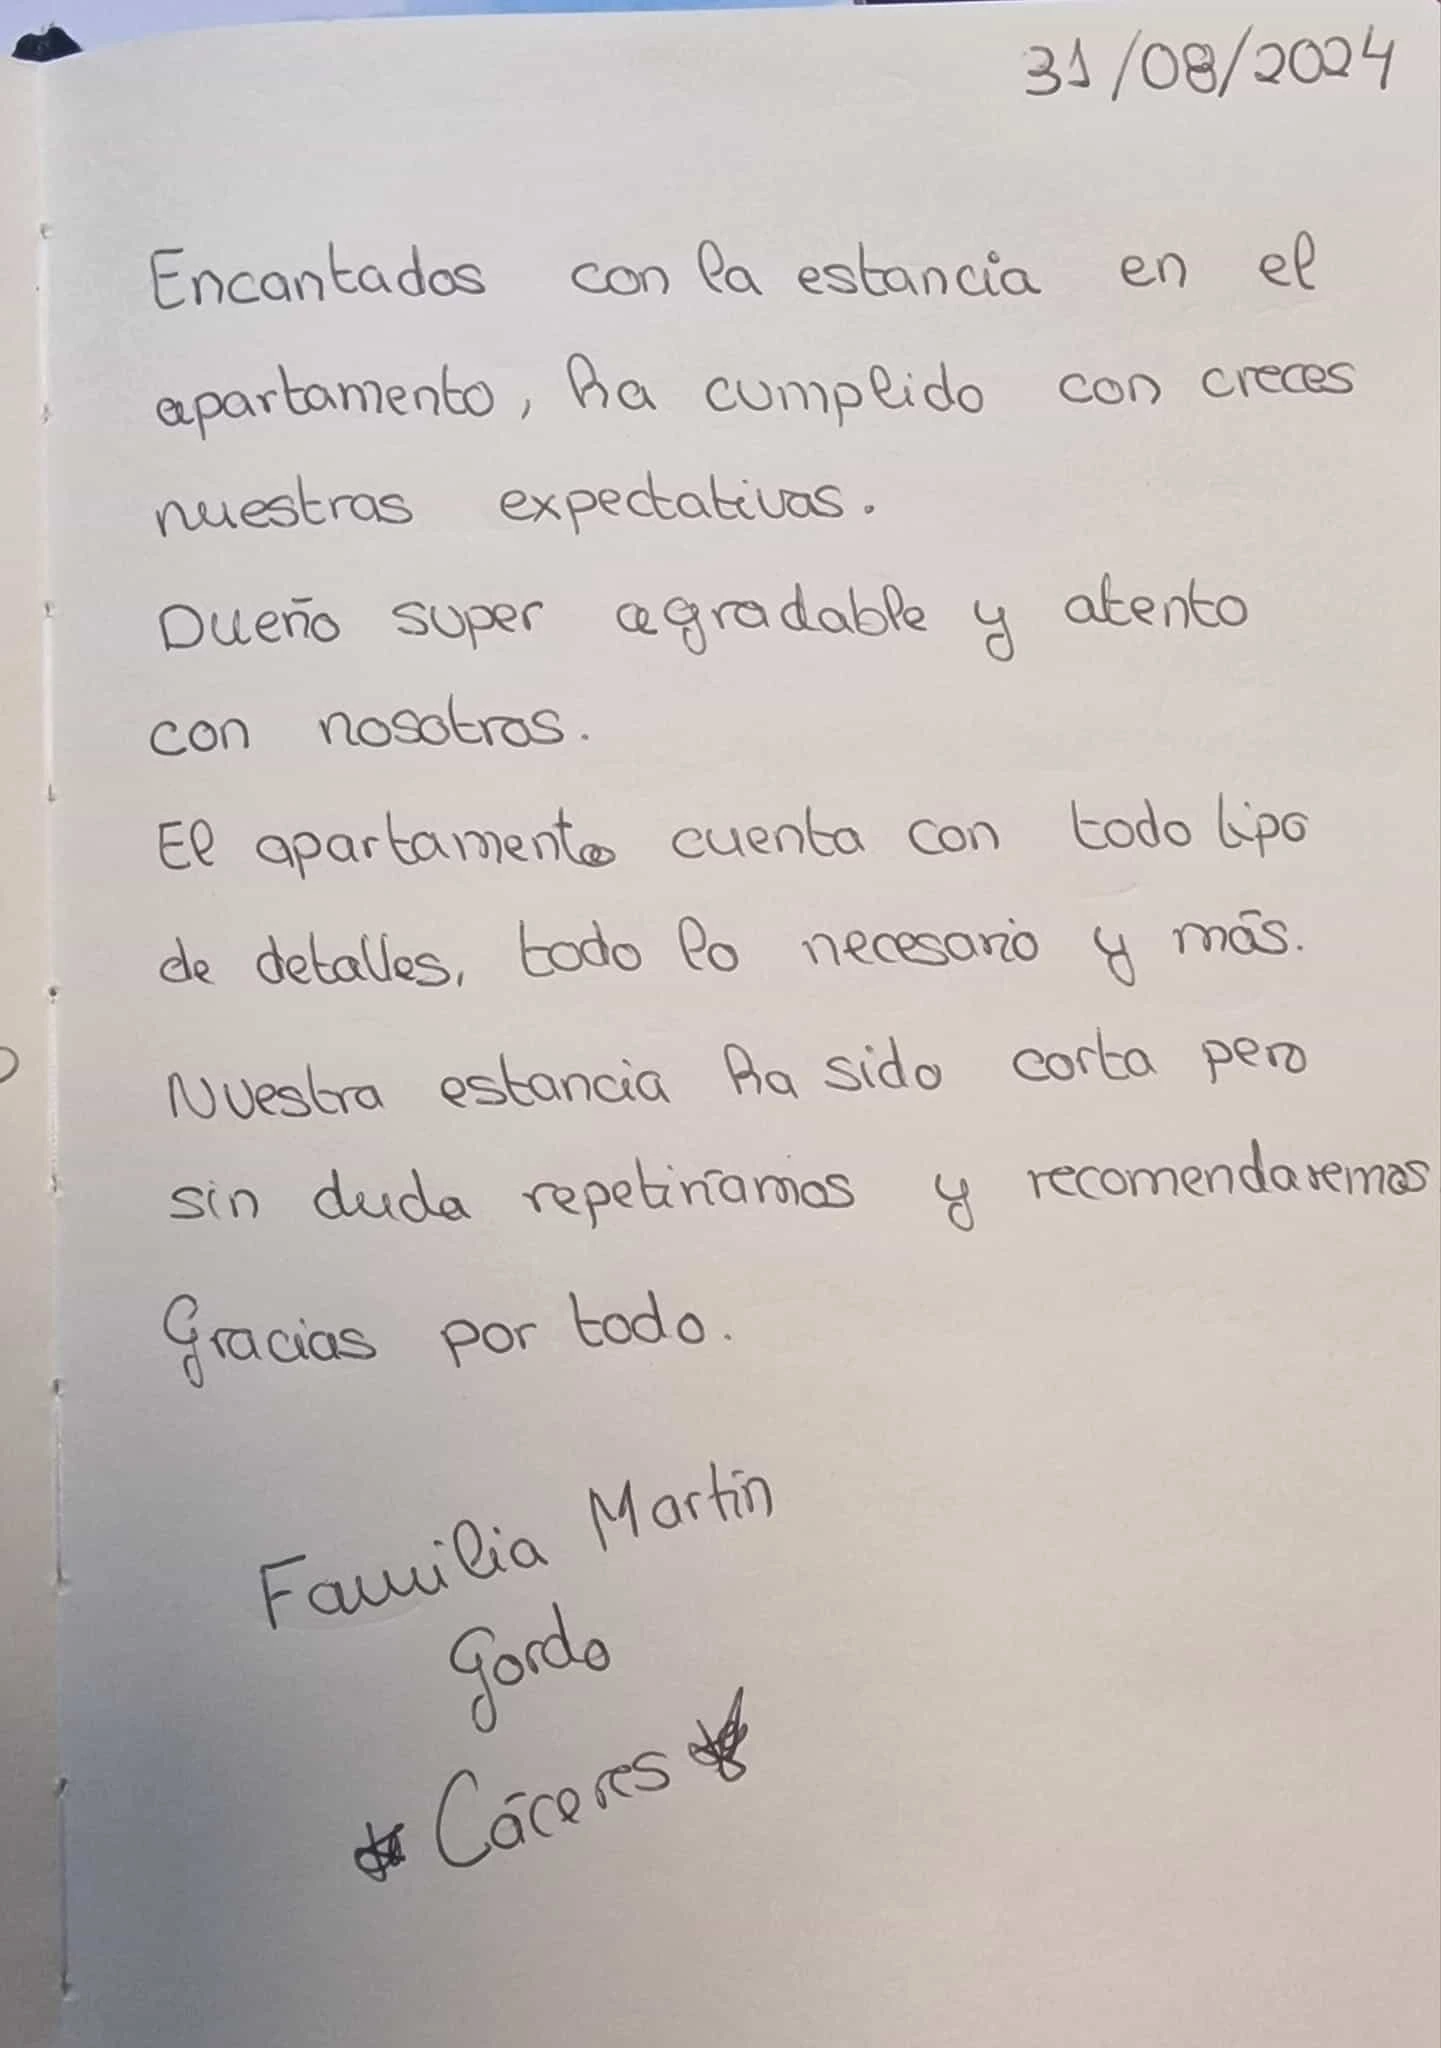 31/08/2024
Encantados con la estancia en el
apartamento, ha cumplido con creces
nuestras expectativas.
Dueño super agradable y atento
con nosotros.
El apartamento cuenta con todo tipo
de detalles, todo lo necesario y más.
Nuestra estancia ha sido corta pero
sin duda repetiríamos y recomendaremos
Gracias por todo.
Familia Martín
Gordo
Cáceres